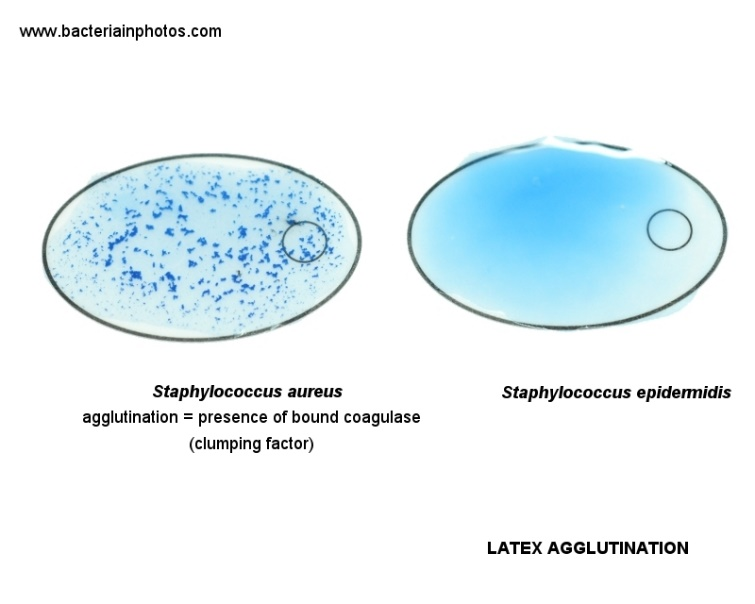 www.bacteriainphotos.com
Staphylococcus aureus
agglutination = presence of bound coagulase
(clumping factor)
Staphylococcus epidermidis
LATEX AGGLUTINATION